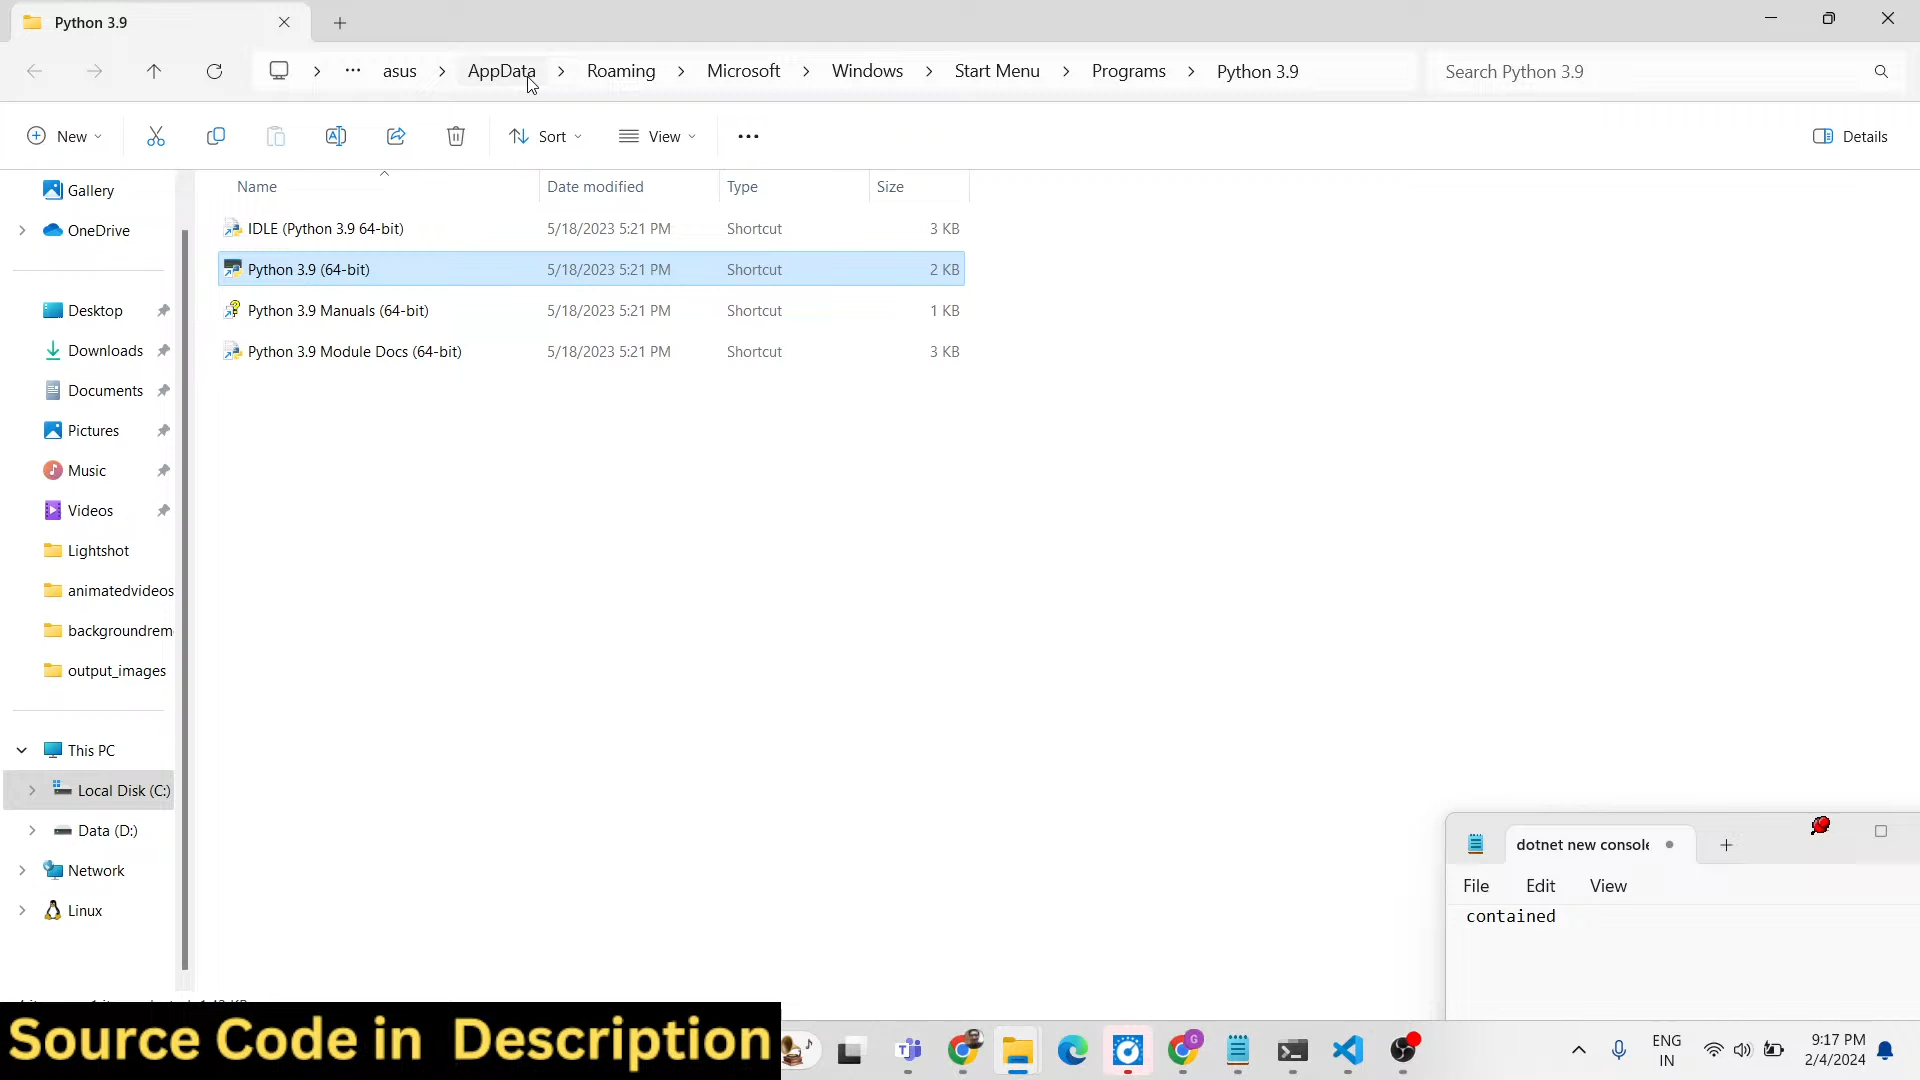 Python 3.9
asus > AppData > Roaming > Microsoft > Windows > Start Menu > Programs > Python 3.9
Search Python 3.9
New
Sort
View
Details
Gallery
OneDrive
Desktop
Downloads
Documents
Pictures
Music
Videos
Lightshot
animatedvideos
backgroundrem
output_images
This PC
Local Disk (C:)
Data (D:)
Network
Linux
Name Date modified Type Size
IDLE (Python 3.9 64-bit) 5/18/2023 5:21 PM Shortcut 3 KB
Python 3.9 (64-bit) 5/18/2023 5:21 PM Shortcut 2 KB
Python 3.9 Manuals (64-bit) 5/18/2023 5:21 PM Shortcut 1 KB
Python 3.9 Module Docs (64-bit) 5/18/2023 5:21 PM Shortcut 3 KB
dotnet new console
File Edit View
contained
Source Code in Description
ENG
IN
9:17 PM
2/4/2024